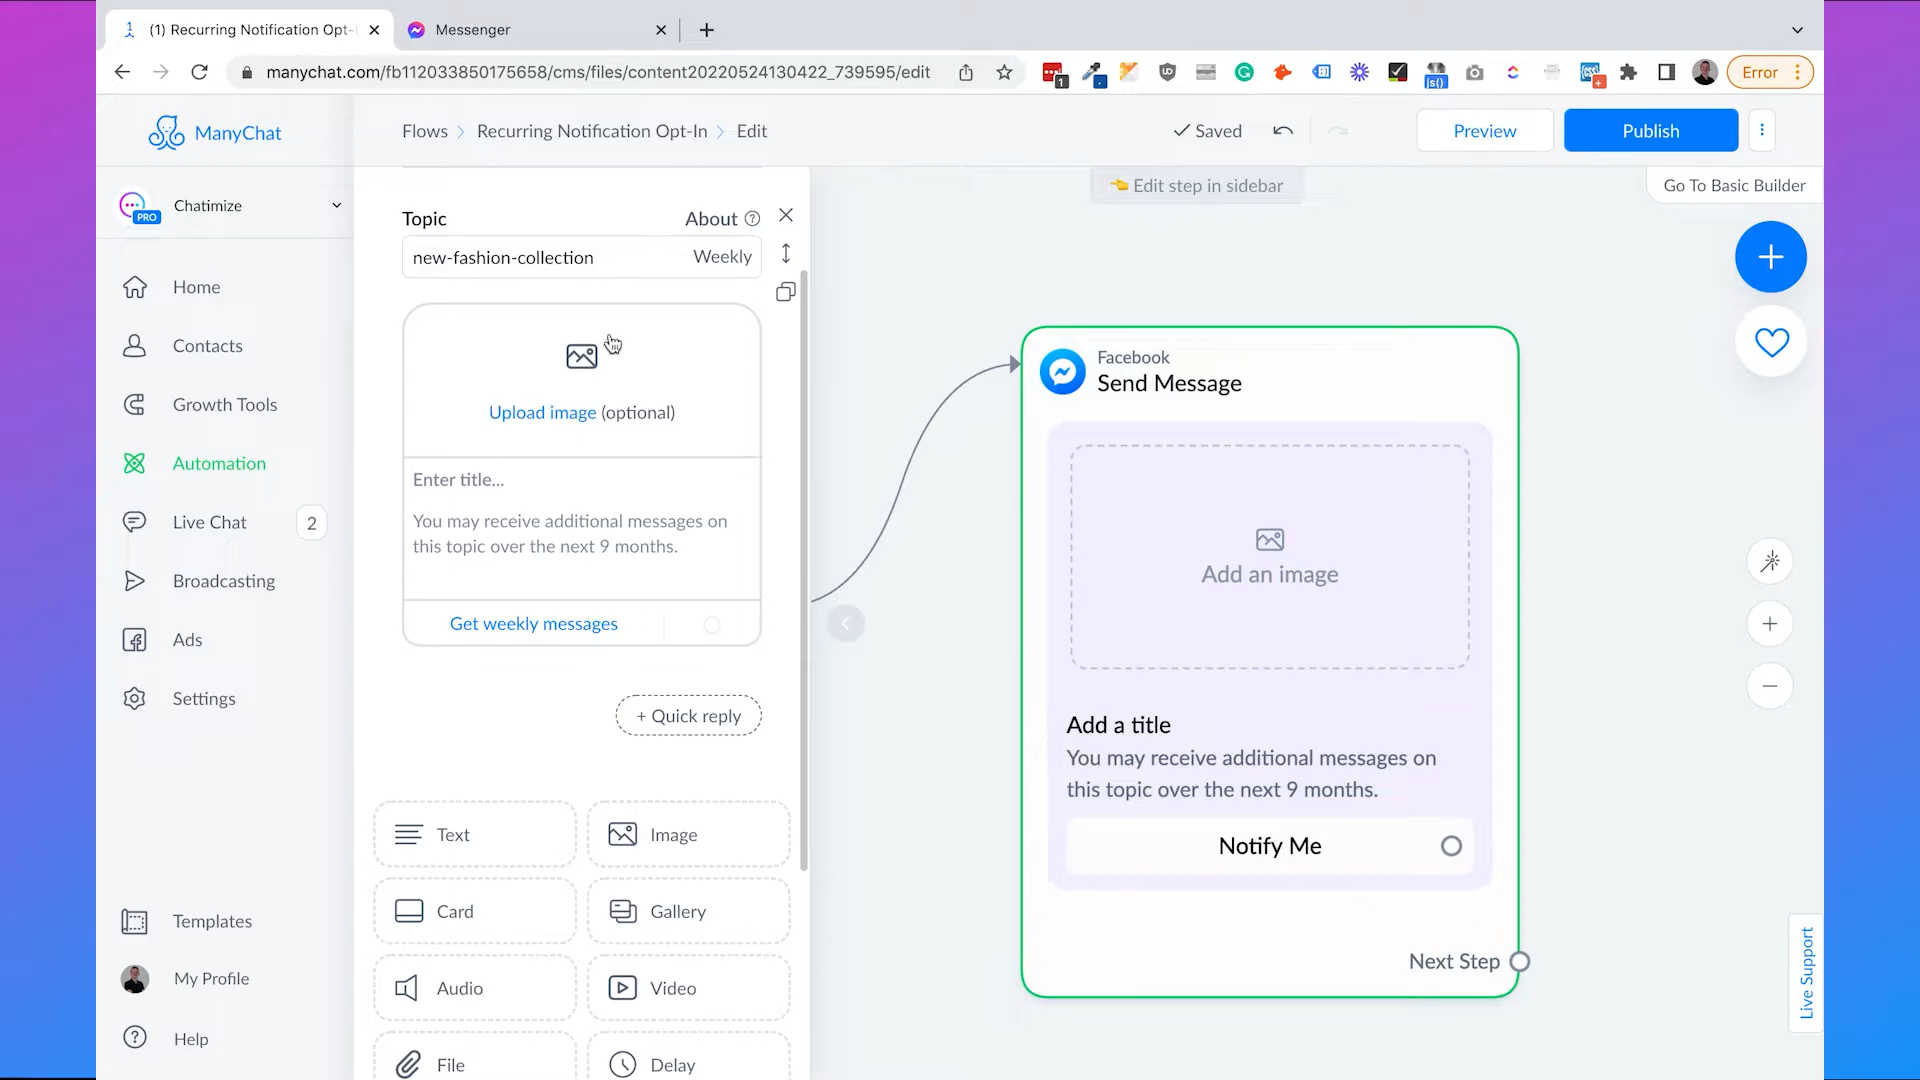 (1) Recurring Notification Opt-
Messenger
manychat.com/fb112033850175658/cms/files/content20220524130422_739595/edit
1
js()
Error
ManyChat
Flows > Recurring Notification Opt-In > Edit
Saved
Preview
Publish
Chatimize
PRO
Home
Contacts
Growth Tools
Automation
Live Chat
2
Broadcasting
Ads
Settings
Templates
My Profile
Help
Topic
About
new-fashion-collection
Weekly
Upload image (optional)
Enter title...
You may receive additional messages on
this topic over the next 9 months.
Get weekly messages
+ Quick reply
Text
Image
Card
Gallery
Audio
Video
File
Delay
Edit step in sidebar
Go To Basic Builder
Facebook
Send Message
Add an image
Add a title
You may receive additional messages on
this topic over the next 9 months.
Notify Me
Next Step
Live Support